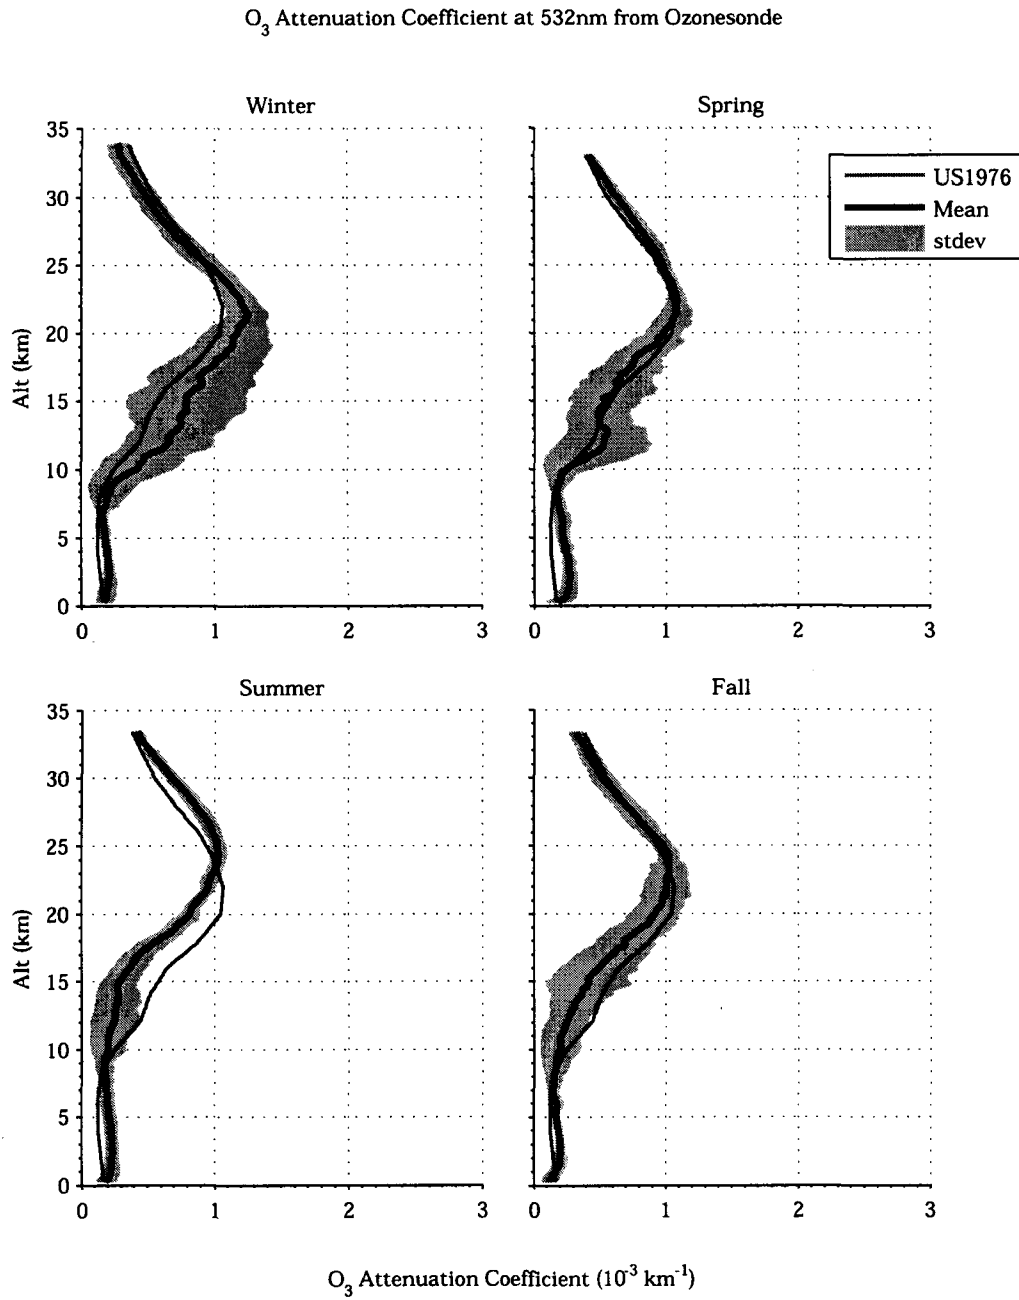 O3 Attenuation Coefficient at 532nm from Ozonesonde
Winter
35
30
25
20
15
10
5
0
Alt (km)
0 1 2 3
Spring
US1976
Mean
stdev
0 1 2 3
Summer
35
30
25
20
15
10
5
0
Alt (km)
0 1 2 3
Fall
0 1 2 3
O3 Attenuation Coefficient (10^-3 km^-1)